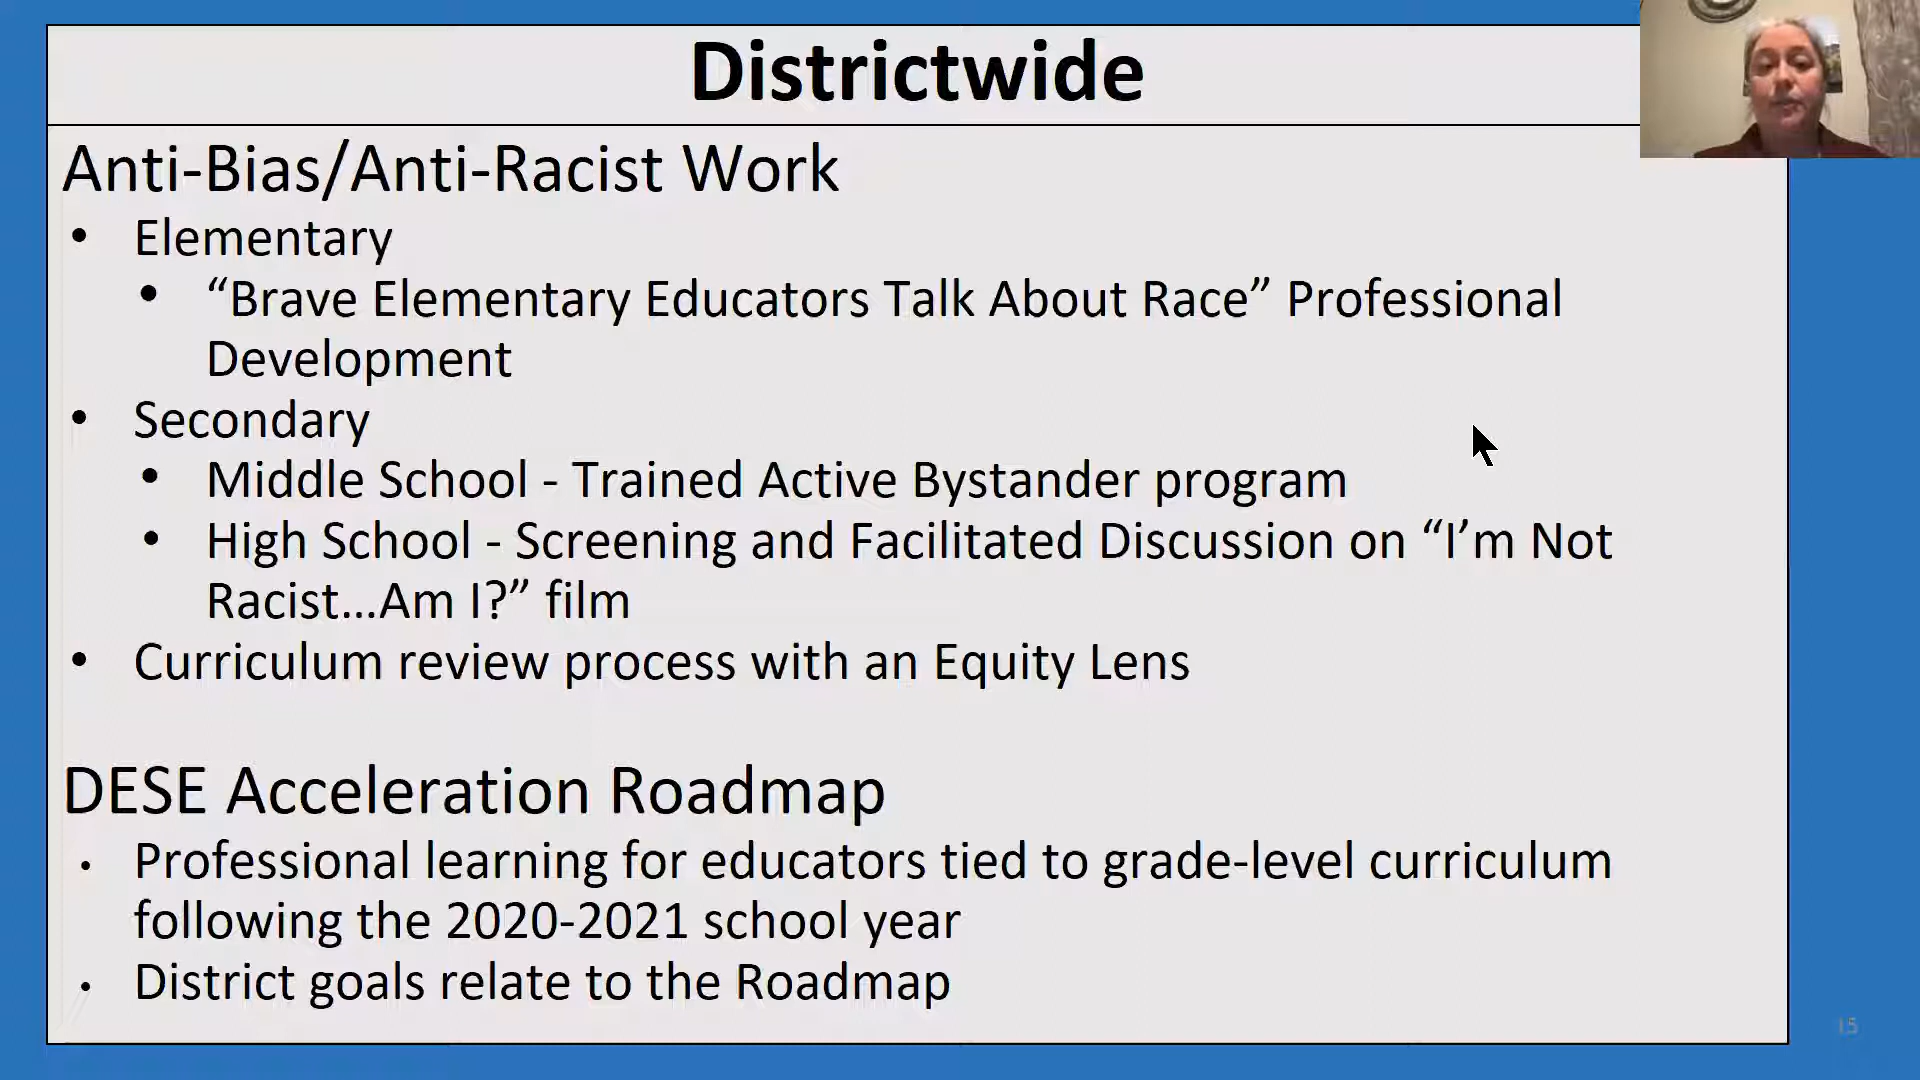 Districtwide
Anti-Bias/Anti-Racist Work
• Elementary
• “Brave Elementary Educators Talk About Race” Professional
Development
• Secondary
• Middle School - Trained Active Bystander program
• High School - Screening and Facilitated Discussion on “I’m Not
Racist...Am I?” film
• Curriculum review process with an Equity Lens
DESE Acceleration Roadmap
• Professional learning for educators tied to grade-level curriculum
following the 2020-2021 school year
• District goals relate to the Roadmap
15